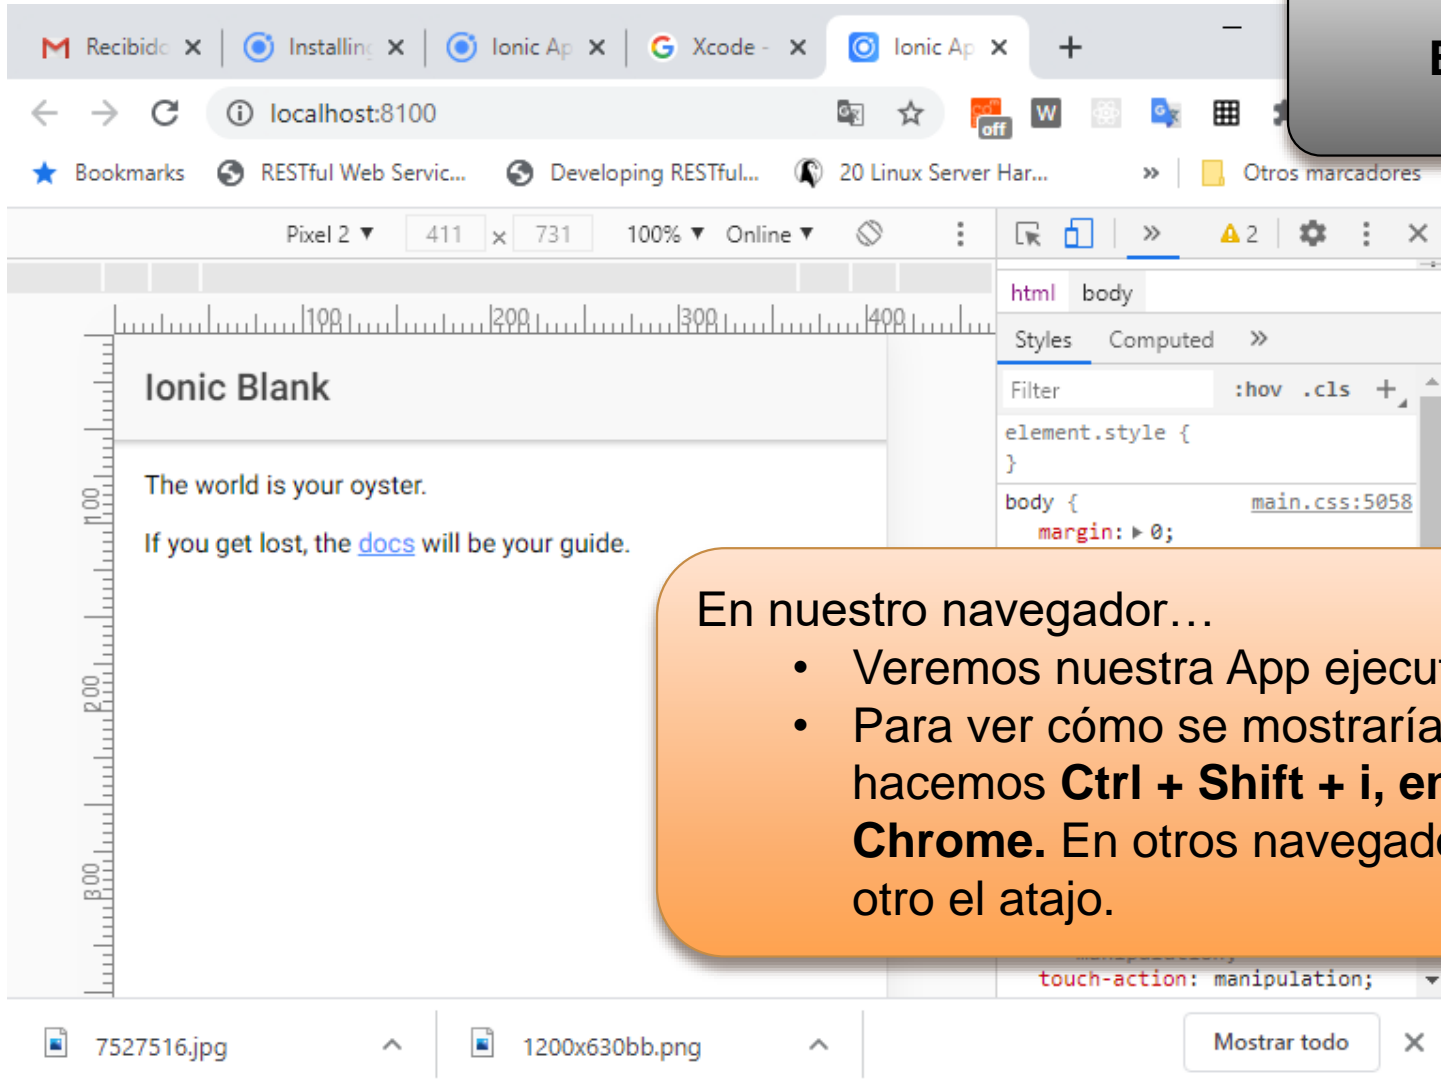 Recibido
Installing
Ionic Ap
Xcode -
Ionic Ap
E
localhost:8100
off
W
Bookmarks
RESTful Web Servic...
Developing RESTful...
20 Linux Server Har...
»
Otros marcadores
Pixel 2 ▼ 411 × 731 100% ▼ Online ▼
» 2
html body
100 200 300 400
Styles Computed »
Ionic Blank
Filter :hov .cls +
element.style {
}
The world is your oyster.
body { main.css:5058
margin: ▶ 0;
If you get lost, the docs will be your guide.
100
200
300
En nuestro navegador…
• Veremos nuestra App ejecut
• Para ver cómo se mostraría
hacemos Ctrl + Shift + i, en
Chrome. En otros navegado
otro el atajo.
manipulation;
touch-action: manipulation;
7527516.jpg
1200x630bb.png
Mostrar todo